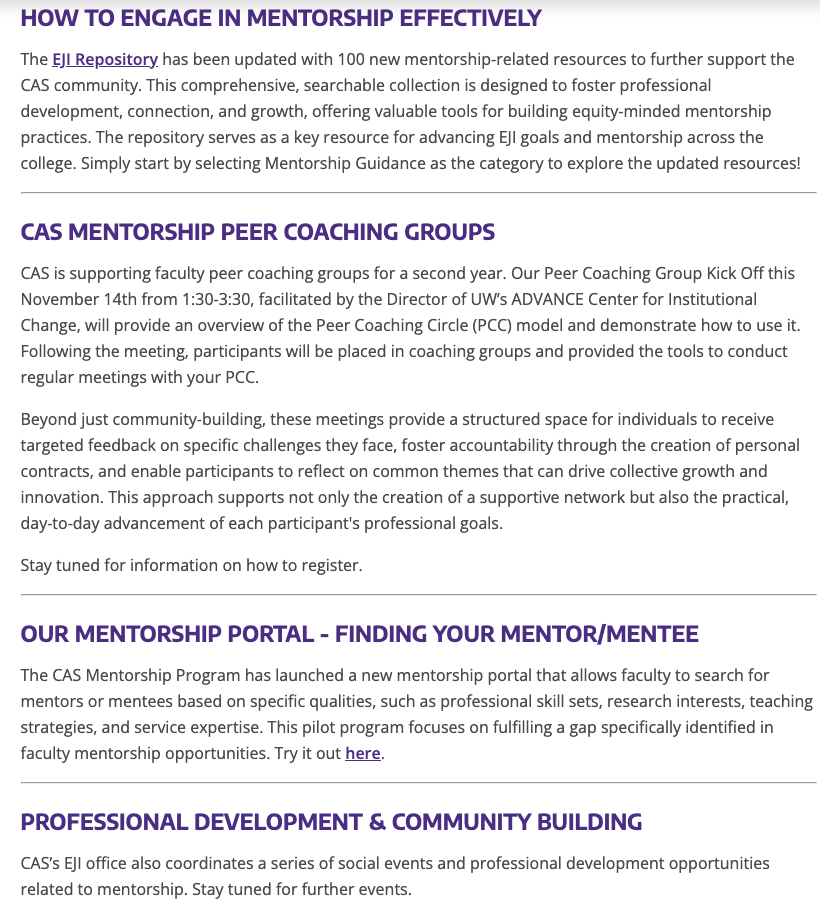 HOW TO ENGAGE IN MENTORSHIP EFFECTIVELY
The EJI Repository has been updated with 100 new mentorship-related resources to further support the
CAS community. This comprehensive, searchable collection is designed to foster professional
development, connection, and growth, offering valuable tools for building equity-minded mentorship
practices. The repository serves as a key resource for advancing EJI goals and mentorship across the
college. Simply start by selecting Mentorship Guidance as the category to explore the updated resources!
CAS MENTORSHIP PEER COACHING GROUPS
CAS is supporting faculty peer coaching groups for a second year. Our Peer Coaching Group Kick Off this
November 14th from 1:30-3:30, facilitated by the Director of UW’s ADVANCE Center for Institutional
Change, will provide an overview of the Peer Coaching Circle (PCC) model and demonstrate how to use it.
Following the meeting, participants will be placed in coaching groups and provided the tools to conduct
regular meetings with your PCC.
Beyond just community-building, these meetings provide a structured space for individuals to receive
targeted feedback on specific challenges they face, foster accountability through the creation of personal
contracts, and enable participants to reflect on common themes that can drive collective growth and
innovation. This approach supports not only the creation of a supportive network but also the practical,
day-to-day advancement of each participant's professional goals.
Stay tuned for information on how to register.
OUR MENTORSHIP PORTAL - FINDING YOUR MENTOR/MENTEE
The CAS Mentorship Program has launched a new mentorship portal that allows faculty to search for
mentors or mentees based on specific qualities, such as professional skill sets, research interests, teaching
strategies, and service expertise. This pilot program focuses on fulfilling a gap specifically identified in
faculty mentorship opportunities. Try it out here.
PROFESSIONAL DEVELOPMENT & COMMUNITY BUILDING
CAS’s EJI office also coordinates a series of social events and professional development opportunities
related to mentorship. Stay tuned for further events.